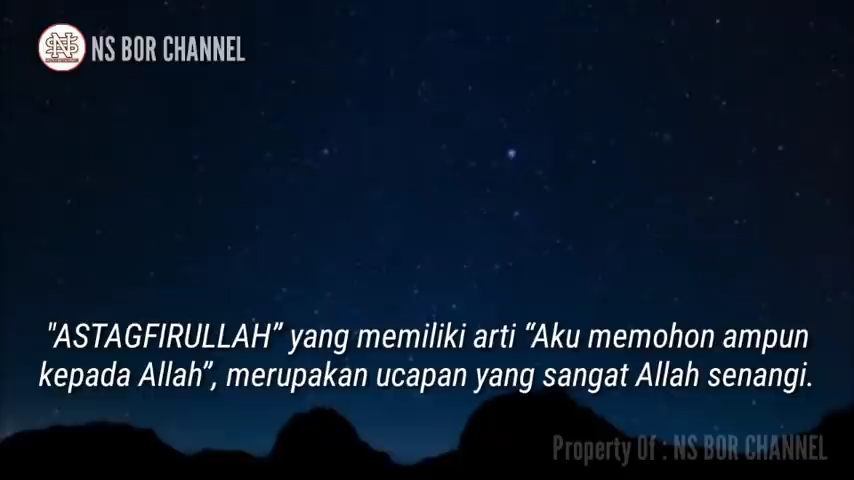 NS BOR CHANNEL
"ASTAGFIRULLAH” yang memiliki arti “Aku memohon ampun
kepada Allah”, merupakan ucapan yang sangat Allah senangi.
Property Of : NS BOR CHANNEL